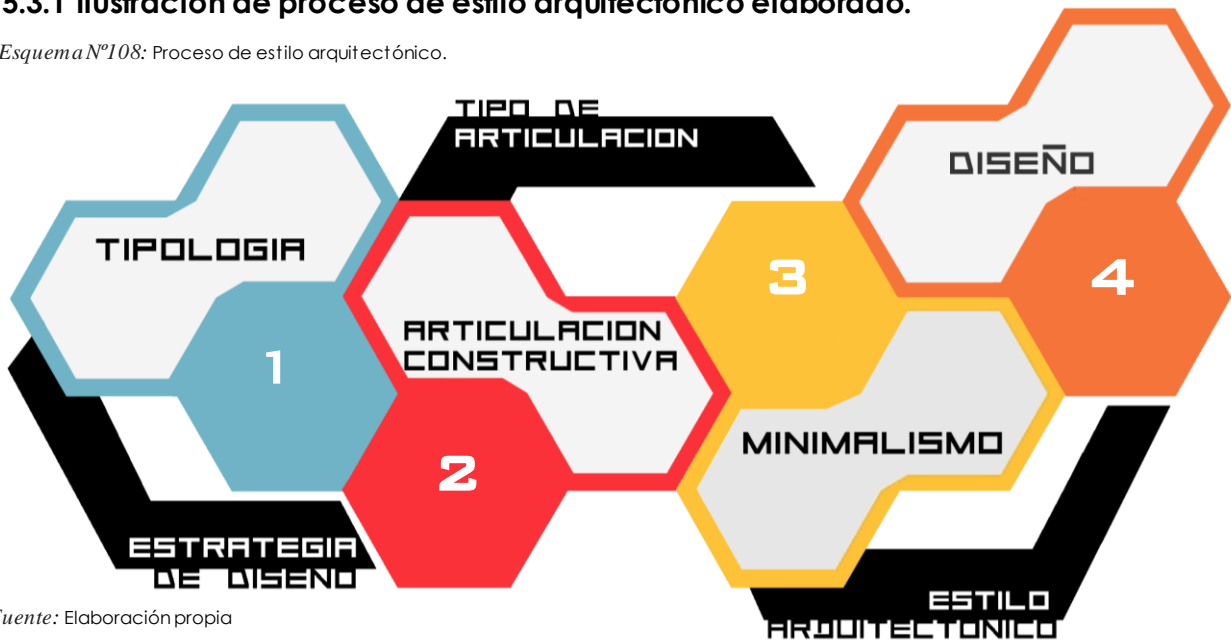 5.3.1 Ilustración de proceso de estilo arquitectónico elaborado.
Esquema Nº108: Proceso de estilo arquitectónico.
TIPO DE
ARTICULACION
DISEÑO
TIPOLOGIA
3
4
1
ARTICULACION
CONSTRUCTIVA
2
MINIMALISMO
ESTRATEGIA
DE DISENO
ESTILO
ARQUITECTONICO
Fuente: Elaboración propia